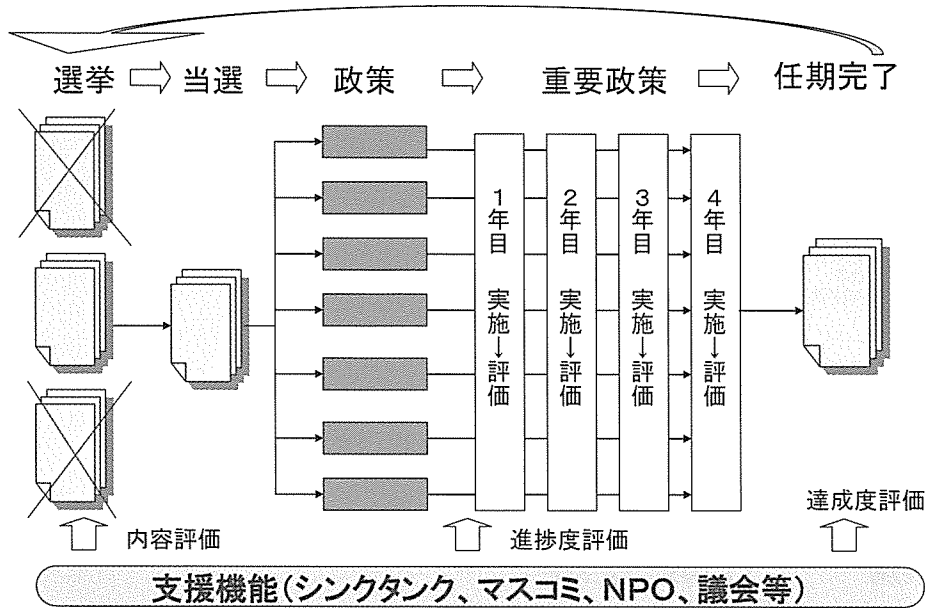 選挙 ⇨ 当選 ⇨ 政策 ⇨ 重要政策 ⇨ 任期完了
1年目 実施→評価
2年目 実施→評価
3年目 実施→評価
4年目 実施→評価
内容評価
進捗度評価
達成度評価
支援機能(シンクタンク、マスコミ、NPO、議会等)